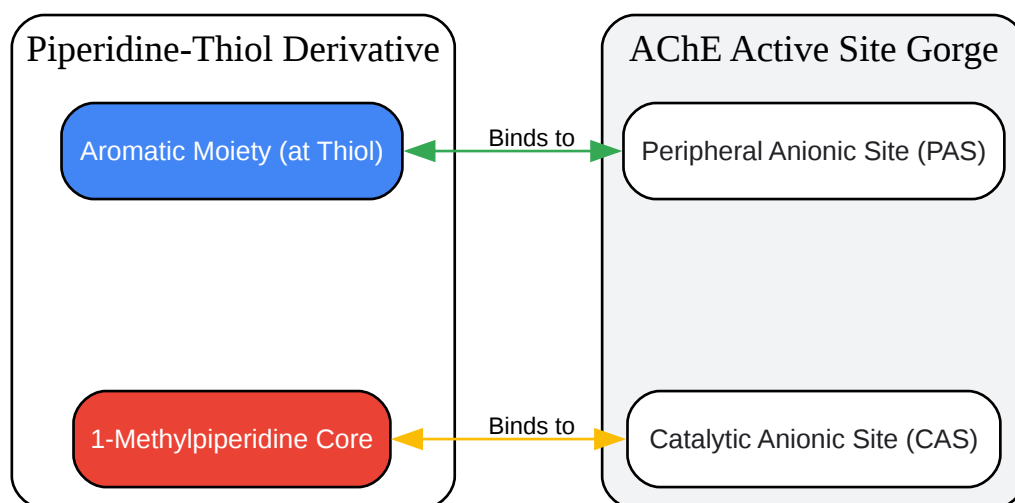 Piperidine-Thiol Derivative
AChE Active Site Gorge
Aromatic Moiety (at Thiol)
Binds to
Peripheral Anionic Site (PAS)
1-Methylpiperidine Core
Binds to
Catalytic Anionic Site (CAS)